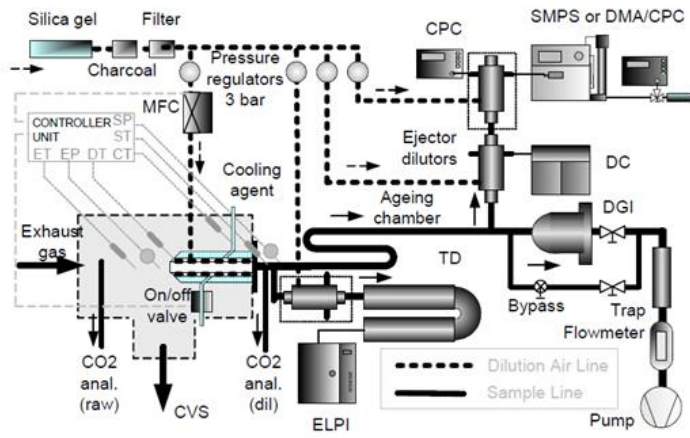 Silica gel
Filter
Charcoal
Pressure
regulators
3 bar
CPC
SMPS or DMA/CPC
MFC
CONTROLLER
UNIT
SP
ST
ET EP DT CT
Cooling
agent
Ejector
dilutors
DC
Ageing
chamber
DGI
Exhaust
gas
TD
On/off
valve
Bypass
Trap
Flowmeter
CO2
anal.
(raw)
CVS
CO2
anal.
(dil)
ELPI
Dilution Air Line
Sample Line
Pump